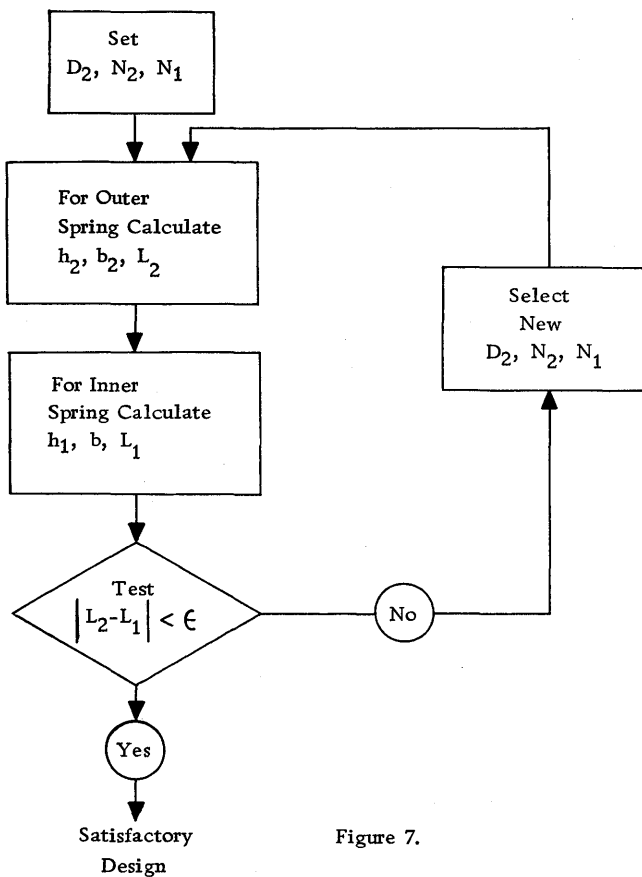 Set
D₂, N₂, N₁
For Outer
Spring Calculate
h₂, b₂, L₂
For Inner
Spring Calculate
h₁, b, L₁
Test
|L₂-L₁| < ϵ
No
Select
New
D₂, N₂, N₁
Yes
Satisfactory
Design
Figure 7.